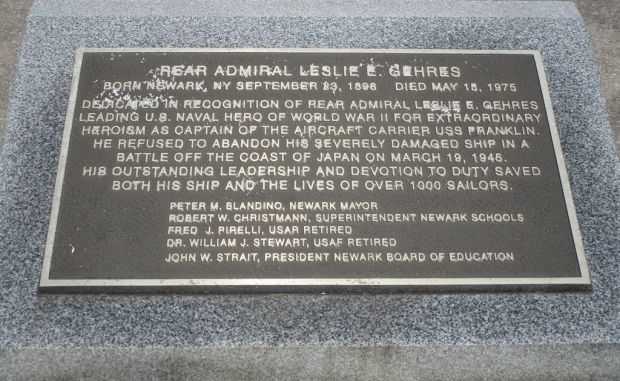 REAR ADMIRAL LESLIE E. GEHRES
BORN NEWARK, NY SEPTEMBER 23, 1898 DIED MAY 15, 1975
DEDICATED IN RECOGNITION OF REAR ADMIRAL LESLIE E. GEHRES
LEADING U.S. NAVAL HERO OF WORLD WAR II FOR EXTRAORDINARY
HEROISM AS CAPTAIN OF THE AIRCRAFT CARRIER USS FRANKLIN.
HE REFUSED TO ABANDON HIS SEVERELY DAMAGED SHIP IN A
BATTLE OFF THE COAST OF JAPAN ON MARCH 19, 1945.
HIS OUTSTANDING LEADERSHIP AND DEVOTION TO DUTY SAVED
BOTH HIS SHIP AND THE LIVES OF OVER 1000 SAILORS.
PETER M. BLANDINO, NEWARK MAYOR
ROBERT W. CHRISTMANN, SUPERINTENDENT NEWARK SCHOOLS
FRED J. PIRELLI, USAR RETIRED
DR. WILLIAM J. STEWART, USAF RETIRED
JOHN W. STRAIT, PRESIDENT NEWARK BOARD OF EDUCATION